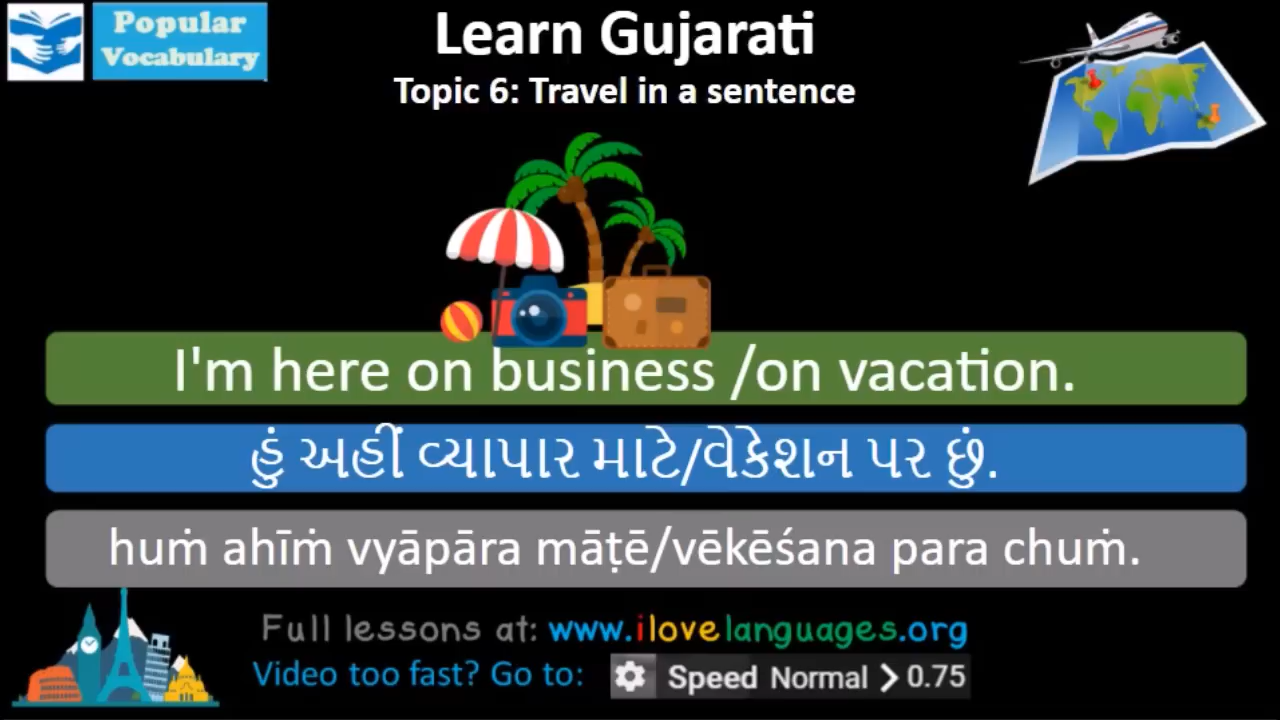 Popular
Vocabulary
Learn Gujarati
Topic 6: Travel in a sentence
I'm here on business /on vacation.
હું અહીં વ્યાપાર માટે/વેકેશન પર છું.
huṁ ahīṁ vyāpāra māṭē/vēkēśana para chuṁ.
Full lessons at: www.ilovelanguages.org
Video too fast? Go to: Speed Normal > 0.75